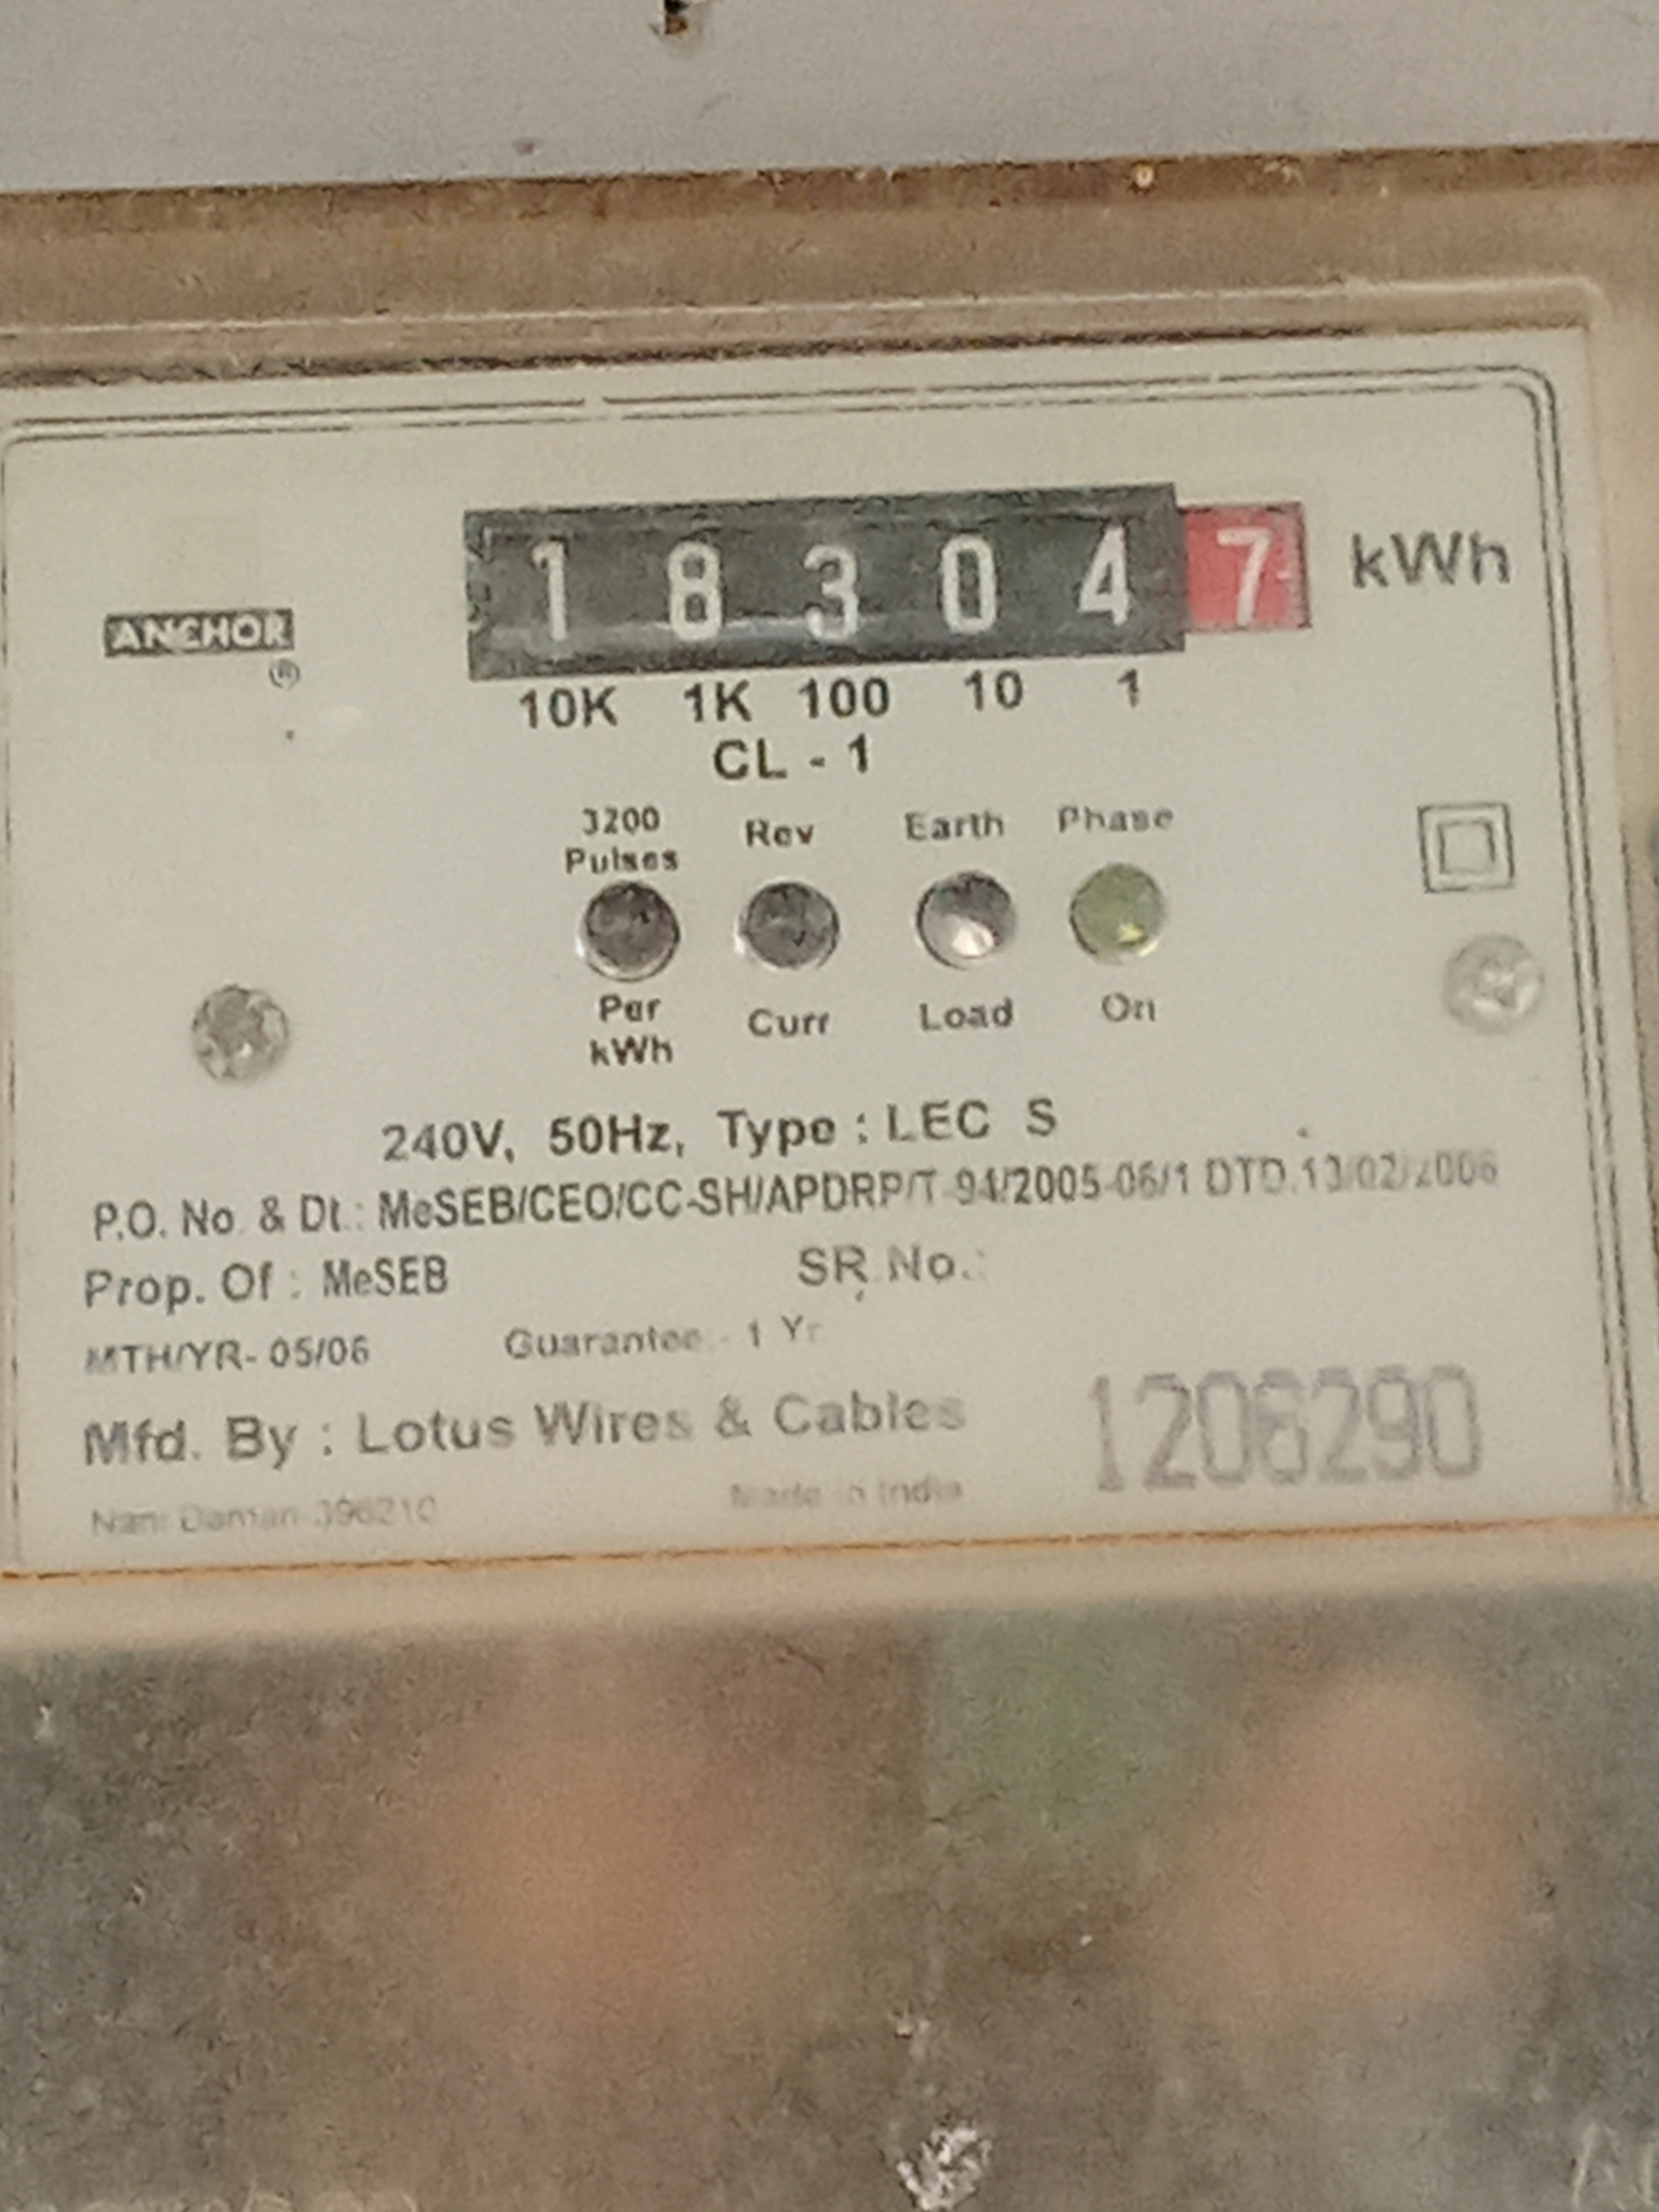 1 8 3 0 4 7 kWh
ANCHOR
®
10K 1K 100 10 1
CL - 1
3200 Pulses Per kWh
Rev Curr
Earth Load
Phase On
240V, 50Hz, Type : LEC S
P.O. No. & Dt.: MeSEB/CEO/CC-SH/APDRP/T-94/2005-06/1 DTD.13/02/2006
Prop. Of : MeSEB SR.No.:
MTH/YR- 05/06 Guarantee - 1 Yr
1206290
Mfd. By : Lotus Wires & Cables
Nani Daman-396210 Made in India